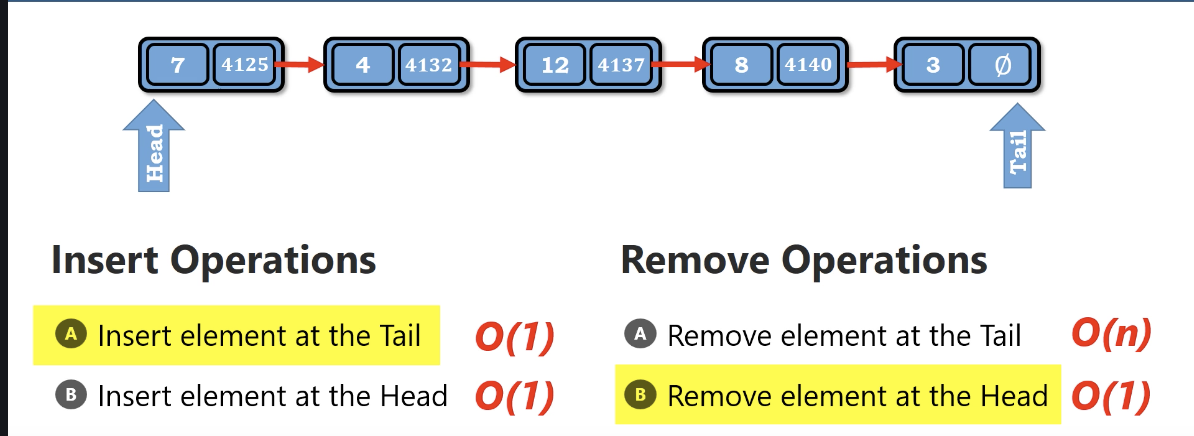 7 4125 4 4132 12 4137 8 4140 3 ∅
Head
Tail
Insert Operations
A Insert element at the Tail O(1)
B Insert element at the Head O(1)
Remove Operations
A Remove element at the Tail O(n)
B Remove element at the Head O(1)